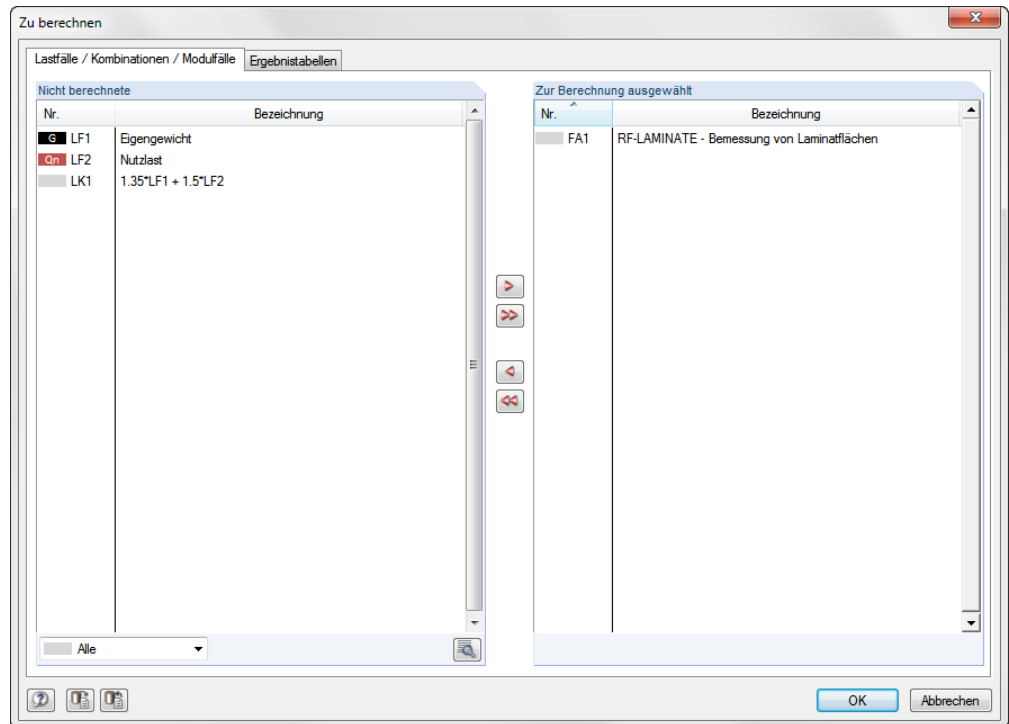 Zu berechnen
Lastfälle / Kombinationen / Modulfälle
Ergebnistabellen
Nicht berechnete
Nr. Bezeichnung
G LF1 Eigengewicht
Qn LF2 Nutzlast
LK1 1.35*LF1 + 1.5*LF2
Alle
Zur Berechnung ausgewählt
Nr. Bezeichnung
FA1 RF-LAMINATE - Bemessung von Laminatflächen
OK
Abbrechen